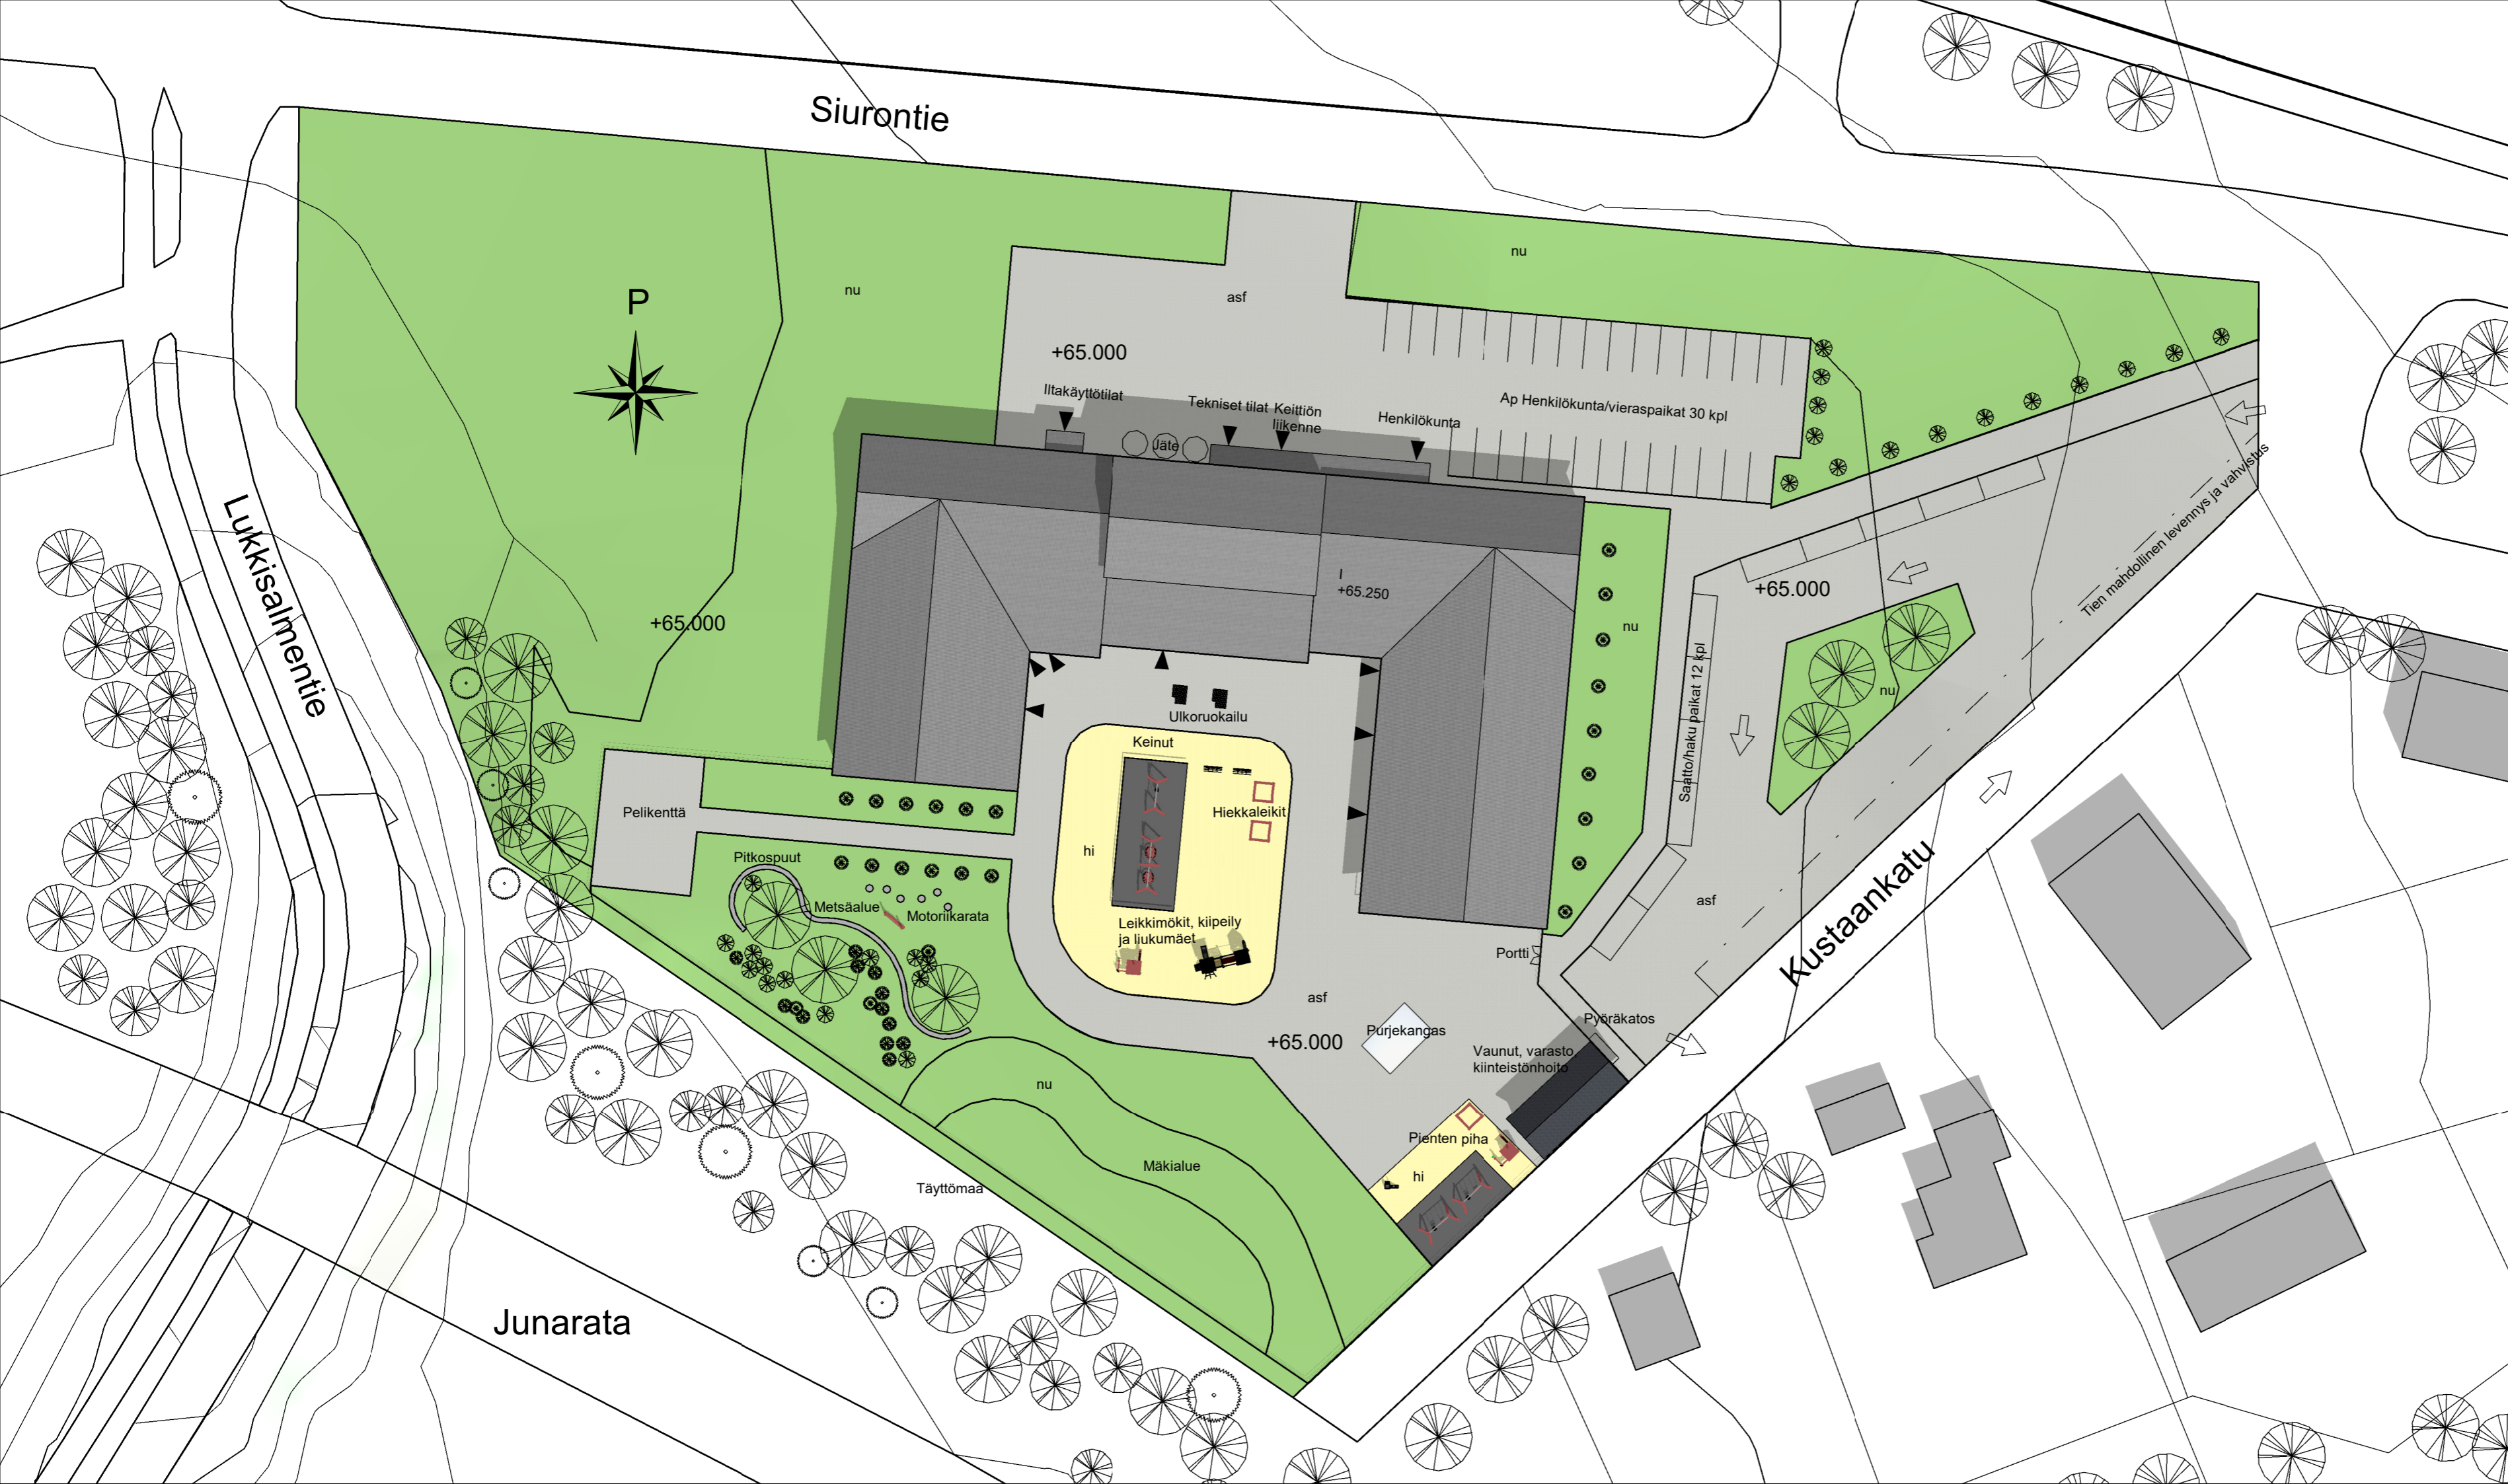 Siurontie
nu
P
nu
asf
+65.000
Iltakäyttötilat
Tekniset tilat
Keittiön
liikenne
Henkilökunta
Ap Henkilökunta/vieraspaikat 30 kpl
Jäte
Tien mahdollinen levennys ja vahvistus
Lukkisalmentie
I
+65.250
+65.000
+65.000
nu
nu
Saatto/haku paikat 12 kpl
Ulkoruokailu
Keinut
Pelikenttä
Hiekkaleikit
hi
Pitkospuut
Metsäalue
Motoriikarata
Leikkimökit, kiipeily
ja liukumäet
asf
Kustaankatu
Portti
asf
+65.000
Purjekangas
Pyöräkatos
Vaunut, varasto
kiinteistönhoito
nu
Pienten piha
hi
Mäkialue
Täyttömaa
Junarata